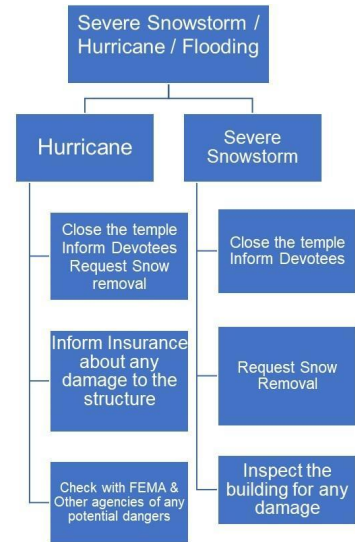 Severe Snowstorm /
Hurricane / Flooding
Hurricane
Close the temple
Inform Devotees
Request Snow
removal
Inform Insurance
about any
damage to the
structure
Check with FEMA &
Other agencies of any
potential dangers
Severe
Snowstorm
Close the temple
Inform Devotees
Request Snow
Removal
Inspect the
building for any
damage